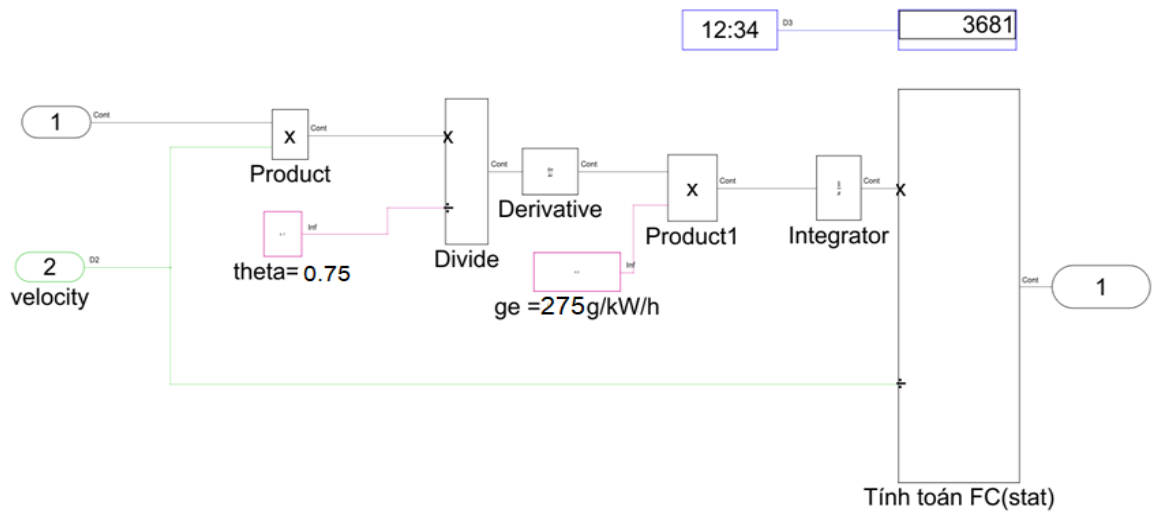 12:34
D3
3681
1
Cont
x
Cont
Product
x
÷
Cont
Divide
Cont
Derivative
x
Cont
Product1
Cont
Integrator
x
Inf
theta= 0.75
Inf
ge =275g/kW/h
2
D2
velocity
Cont
1
÷
Tính toán FC(stat)